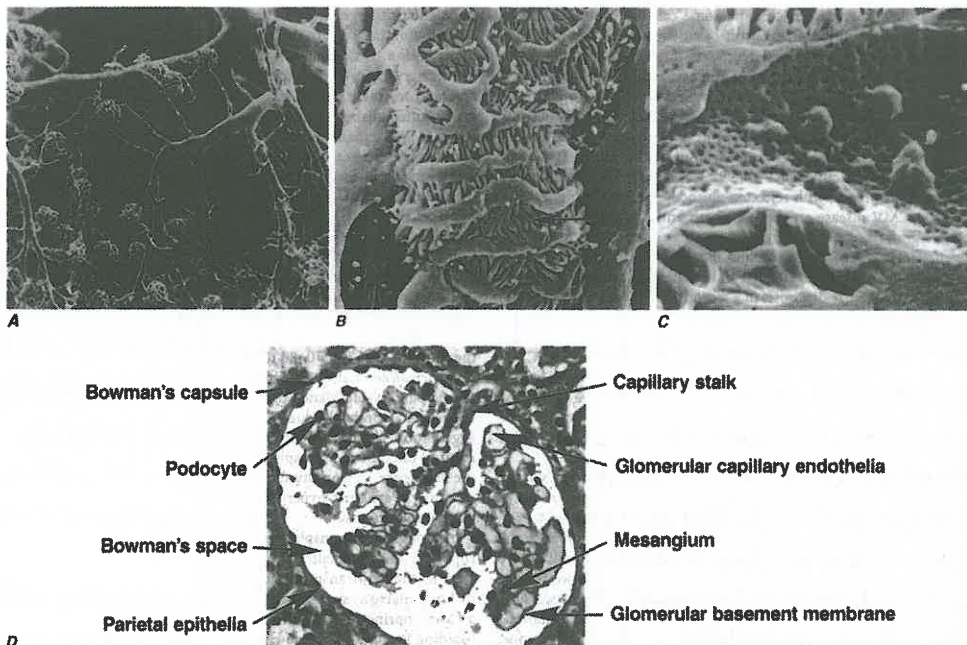 A
B
C
Bowman's capsule
Capillary stalk
Podocyte
Glomerular capillary endothelia
Bowman's space
Mesangium
Parietal epithelia
Glomerular basement membrane
D